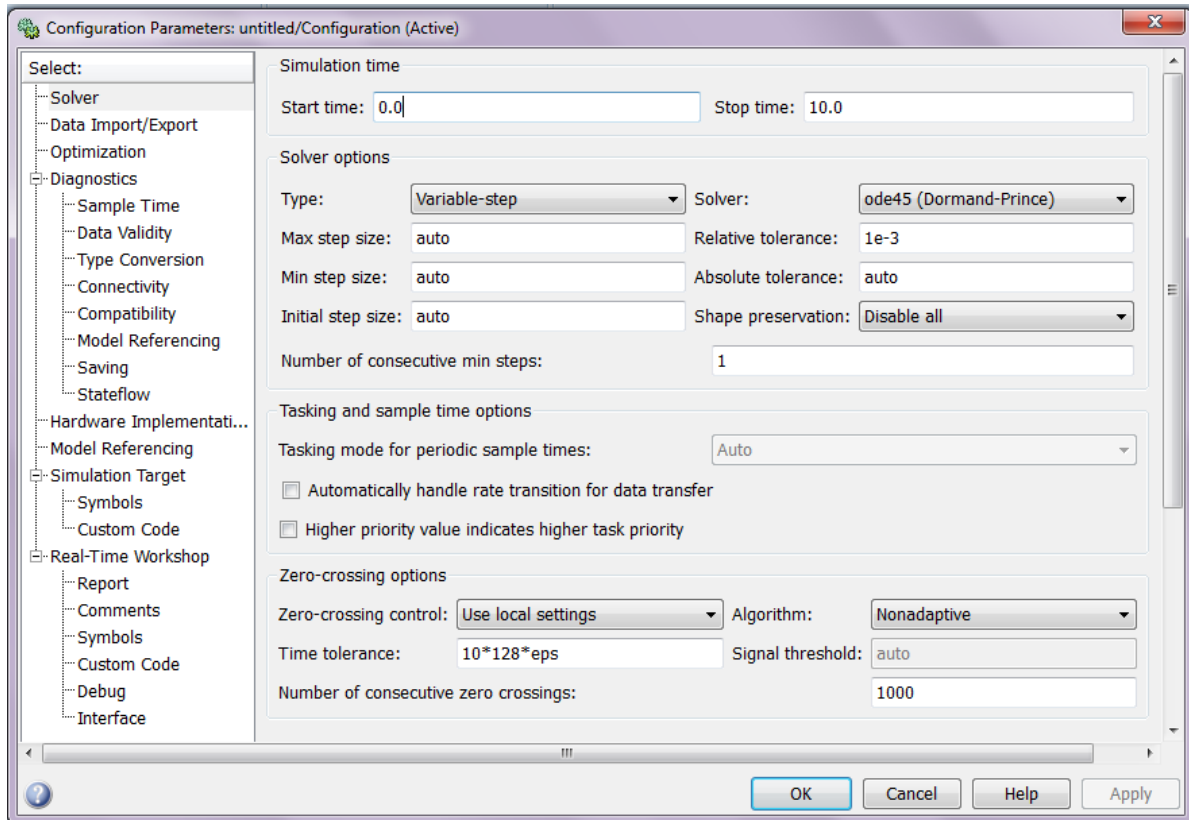 Configuration Parameters: untitled/Configuration (Active)
Select:
Solver
Data Import/Export
Optimization
Diagnostics
Sample Time
Data Validity
Type Conversion
Connectivity
Compatibility
Model Referencing
Saving
Stateflow
Hardware Implementati...
Model Referencing
Simulation Target
Symbols
Custom Code
Real-Time Workshop
Report
Comments
Symbols
Custom Code
Debug
Interface
Simulation time
Start time: 0.0 Stop time: 10.0
Solver options
Type: Variable-step Solver: ode45 (Dormand-Prince)
Max step size: auto Relative tolerance: 1e-3
Min step size: auto Absolute tolerance: auto
Initial step size: auto Shape preservation: Disable all
Number of consecutive min steps: 1
Tasking and sample time options
Tasking mode for periodic sample times: Auto
Automatically handle rate transition for data transfer
Higher priority value indicates higher task priority
Zero-crossing options
Zero-crossing control: Use local settings Algorithm: Nonadaptive
Time tolerance: 10*128*eps Signal threshold: auto
Number of consecutive zero crossings: 1000
OK Cancel Help Apply